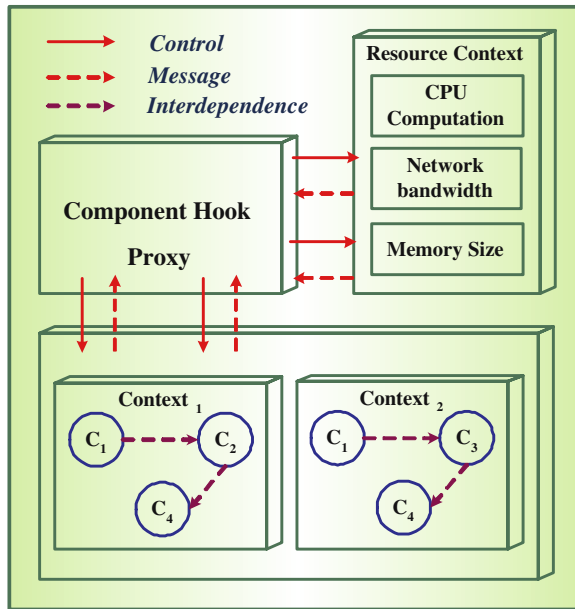 Control
Message
Interdependence
Resource Context
CPU
Computation
Network
bandwidth
Memory Size
Component Hook
Proxy
Context 1
C1
C2
C4
Context 2
C1
C3
C4